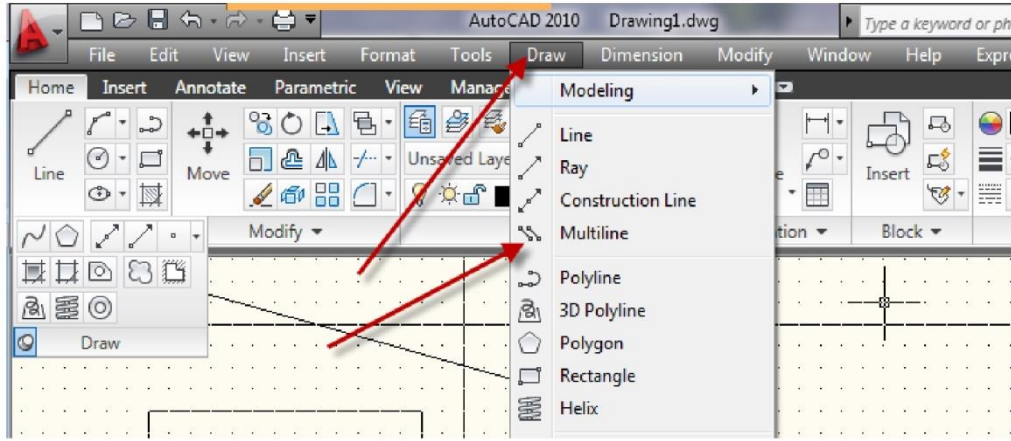 AutoCAD 2010 Drawing1.dwg Type a keyword or ph
File Edit View Insert Format Tools Draw Dimension Modify Window Help Expr
Home Insert Annotate Parametric View Manage
Modeling
Line
Ray
Construction Line
Multiline
Polyline
3D Polyline
Polygon
Rectangle
Helix
Line Move Unsaved Laye Insert
Modify Block
Draw